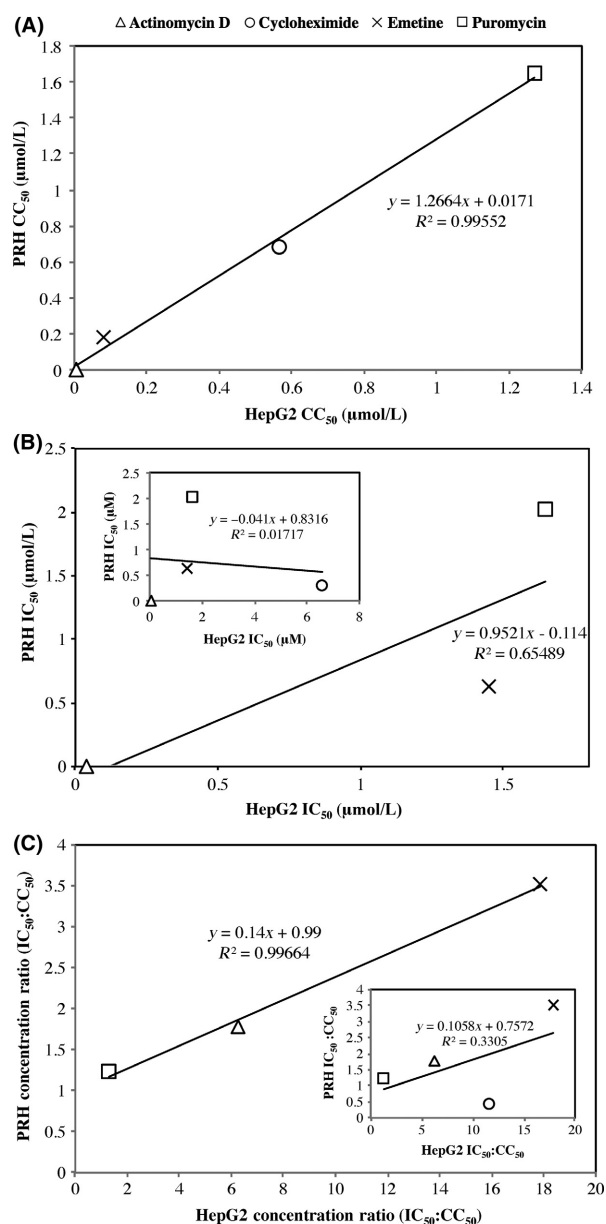 △ Actinomycin D ○ Cycloheximide × Emetine □ Puromycin
(A)
1.8
1.6
1.4
1.2
1
0.8
0.6
0.4
0.2
0
PRH CC50 (µmol/L)
y = 1.2664x + 0.0171
R² = 0.99552
0 0.2 0.4 0.6 0.8 1 1.2 1.4
HepG2 CC50 (µmol/L)
(B)
2.5
2
1.5
1
0.5
0
PRH IC50 (µmol/L)
2.5
2
1.5
1
0.5
0
PRH IC50 (µM)
y = −0.041x + 0.8316
R² = 0.01717
0 2 4 6 8
HepG2 IC50 (µM)
y = 0.9521x - 0.114
R² = 0.65489
0 0.5 1 1.5
HepG2 IC50 (µmol/L)
(C)
4
3.5
3
2.5
2
1.5
1
0.5
0
PRH concentration ratio (IC50:CC50)
y = 0.14x + 0.99
R² = 0.99664
4
3.5
3
2.5
2
1.5
1
0.5
0
PRH IC50:CC50
y = 0.1058x + 0.7572
R² = 0.3305
0 5 10 15 20
HepG2 IC50:CC50
0 2 4 6 8 10 12 14 16 18 20
HepG2 concentration ratio (IC50:CC50)